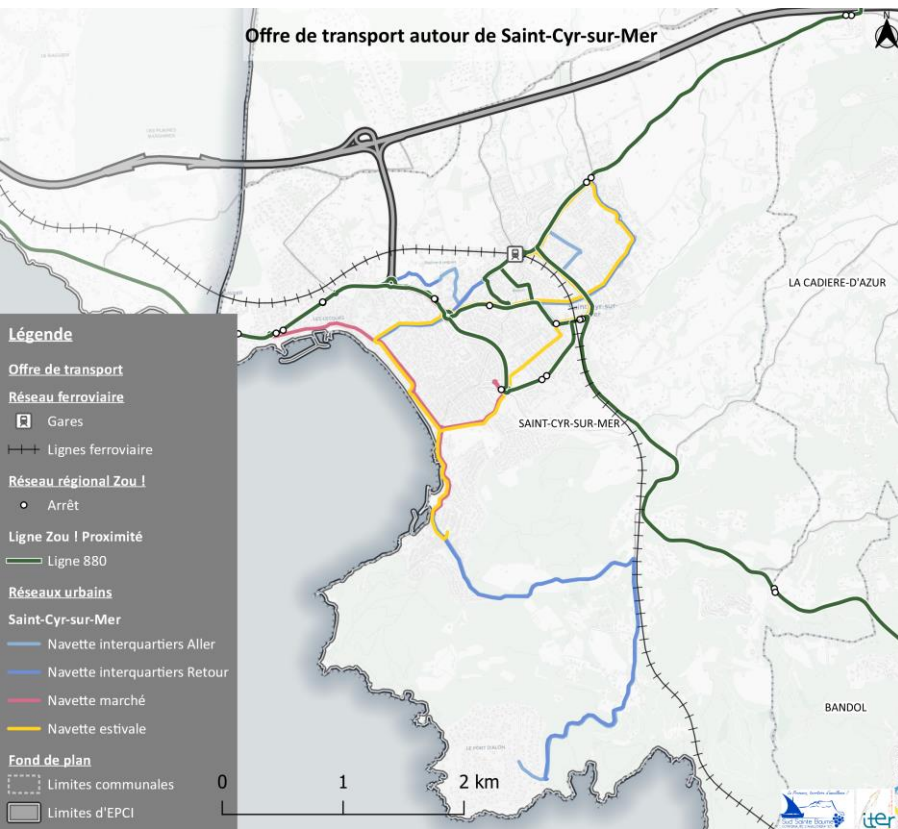 Offre de transport autour de Saint-Cyr-sur-Mer
N
LA CADIERE-D'AZUR
SAINT-CYR-SUR-MER
BANDOL
Légende
Offre de transport
Réseau ferroviaire
Gares
Lignes ferroviaire
Réseau régional Zou !
Arrêt
Ligne Zou ! Proximité
Ligne 880
Réseaux urbains
Saint-Cyr-sur-Mer
Navette interquartiers Aller
Navette interquartiers Retour
Navette marché
Navette estivale
Fond de plan
Limites communales
Limites d'EPCI
0 1 2 km
Sud Sainte Baume
iter